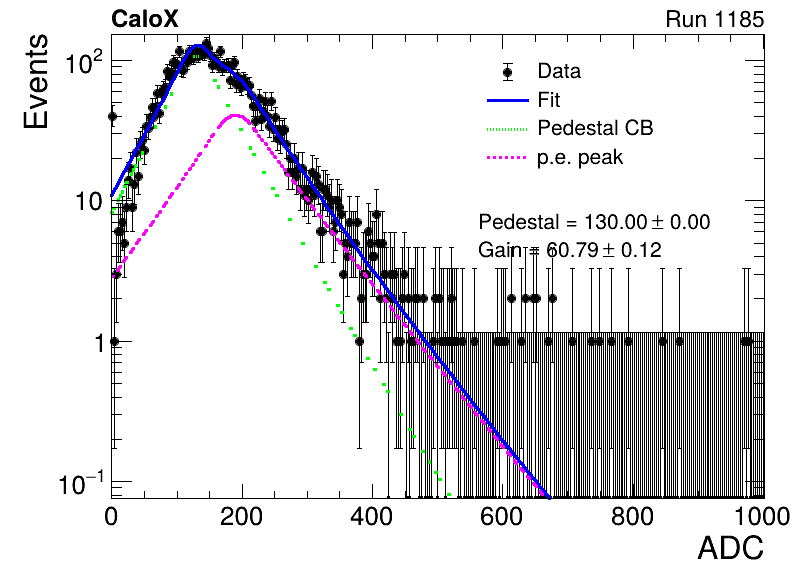 CaloX Run 1185
Events
Data
Fit
Pedestal CB
p.e. peak
Pedestal = 130.00 ± 0.00
Gain = 60.79 ± 0.12
10²
10
1
10⁻¹
0 200 400 600 800 1000
ADC